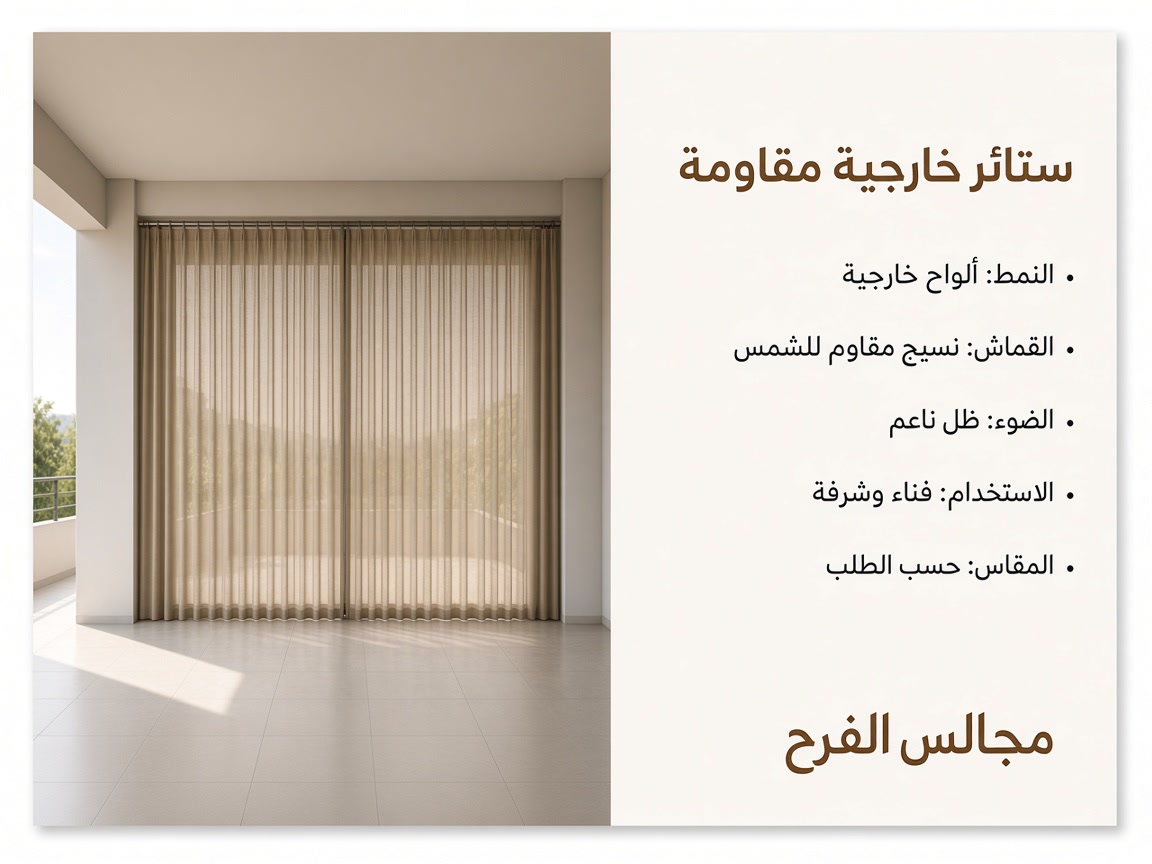 ستائر خارجية مقاومة
• النمط: ألواح خارجية
• القماش: نسيج مقاوم للشمس
• الضوء: ظل ناعم
• الاستخدام: فناء وشرفة
• المقاس: حسب الطلب
مجالس الفرح